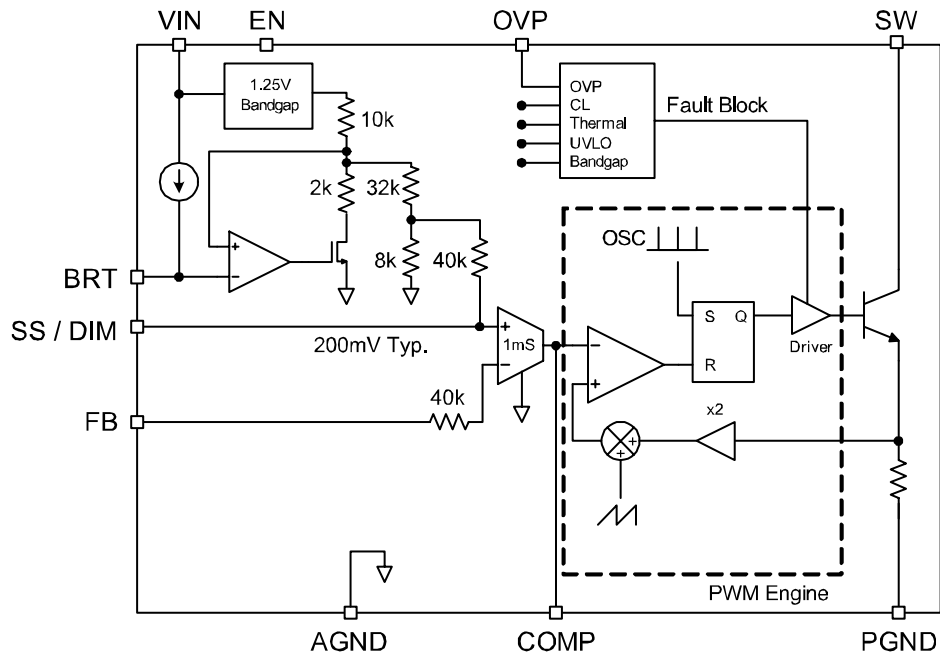 VIN
EN
OVP
SW
1.25V
Bandgap
10k
OVP
CL
Thermal
UVLO
Bandgap
Fault Block
2k
32k
+
−
8k
40k
OSC
BRT
SS / DIM
200mV Typ.
+
−
1mS
−
+
S
Q
R
Driver
FB
40k
x2
+
+
PWM Engine
AGND
COMP
PGND